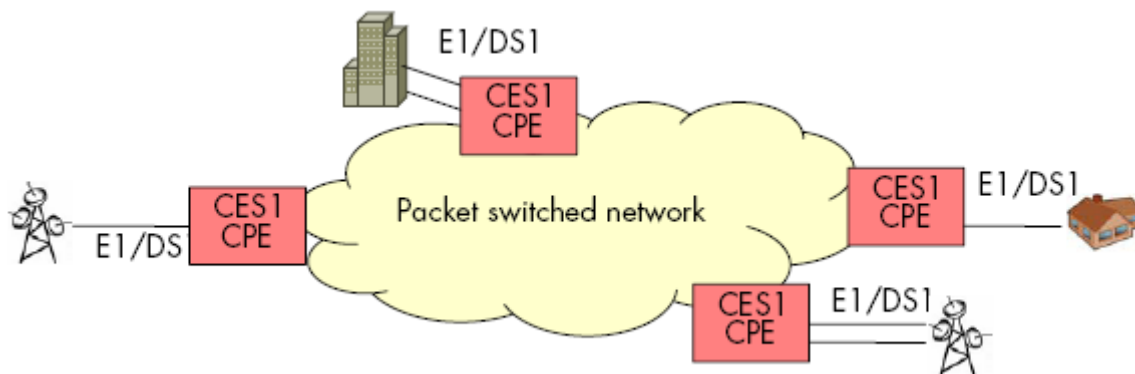 E1/DS1
CES1
CPE
CES1
CPE
E1/DS1
CES1
CPE
Packet switched network
E1/DS
CES1
CPE
E1/DS1